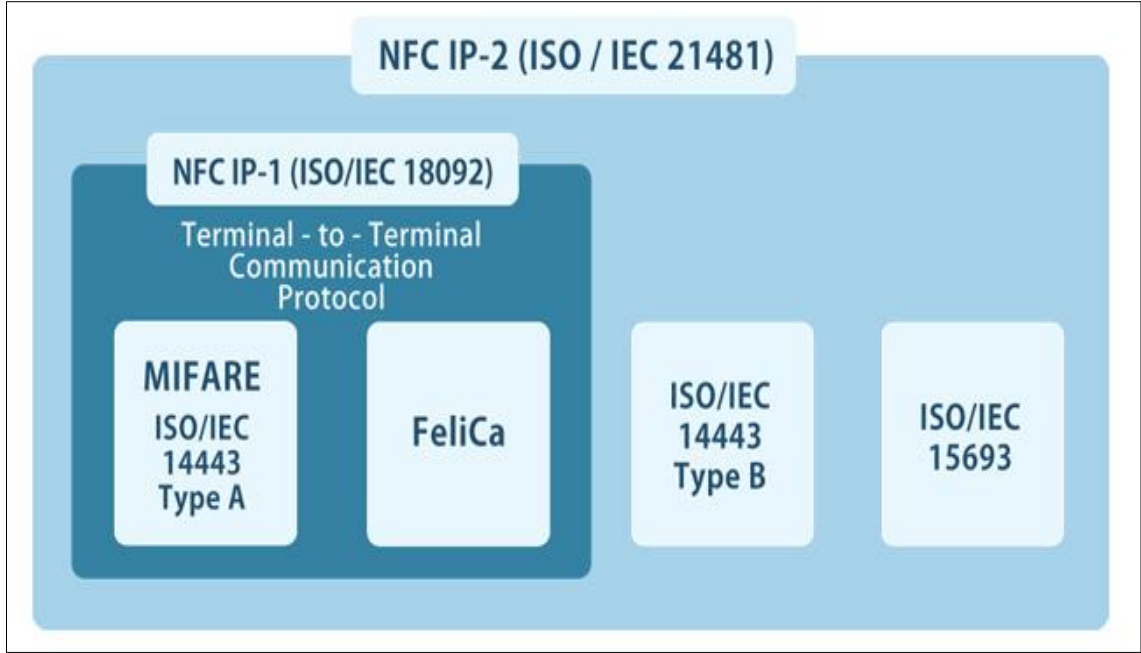 NFC IP-2 (ISO / IEC 21481)
NFC IP-1 (ISO/IEC 18092)
Terminal - to - Terminal
Communication
Protocol
MIFARE
ISO/IEC
14443
Type A
FeliCa
ISO/IEC
14443
Type B
ISO/IEC
15693